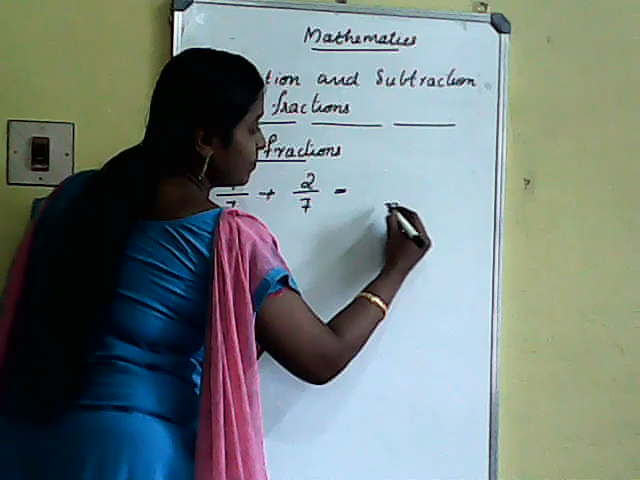 Mathematics
tion and Subtraction
fractions
fractions
+ 2/7 =